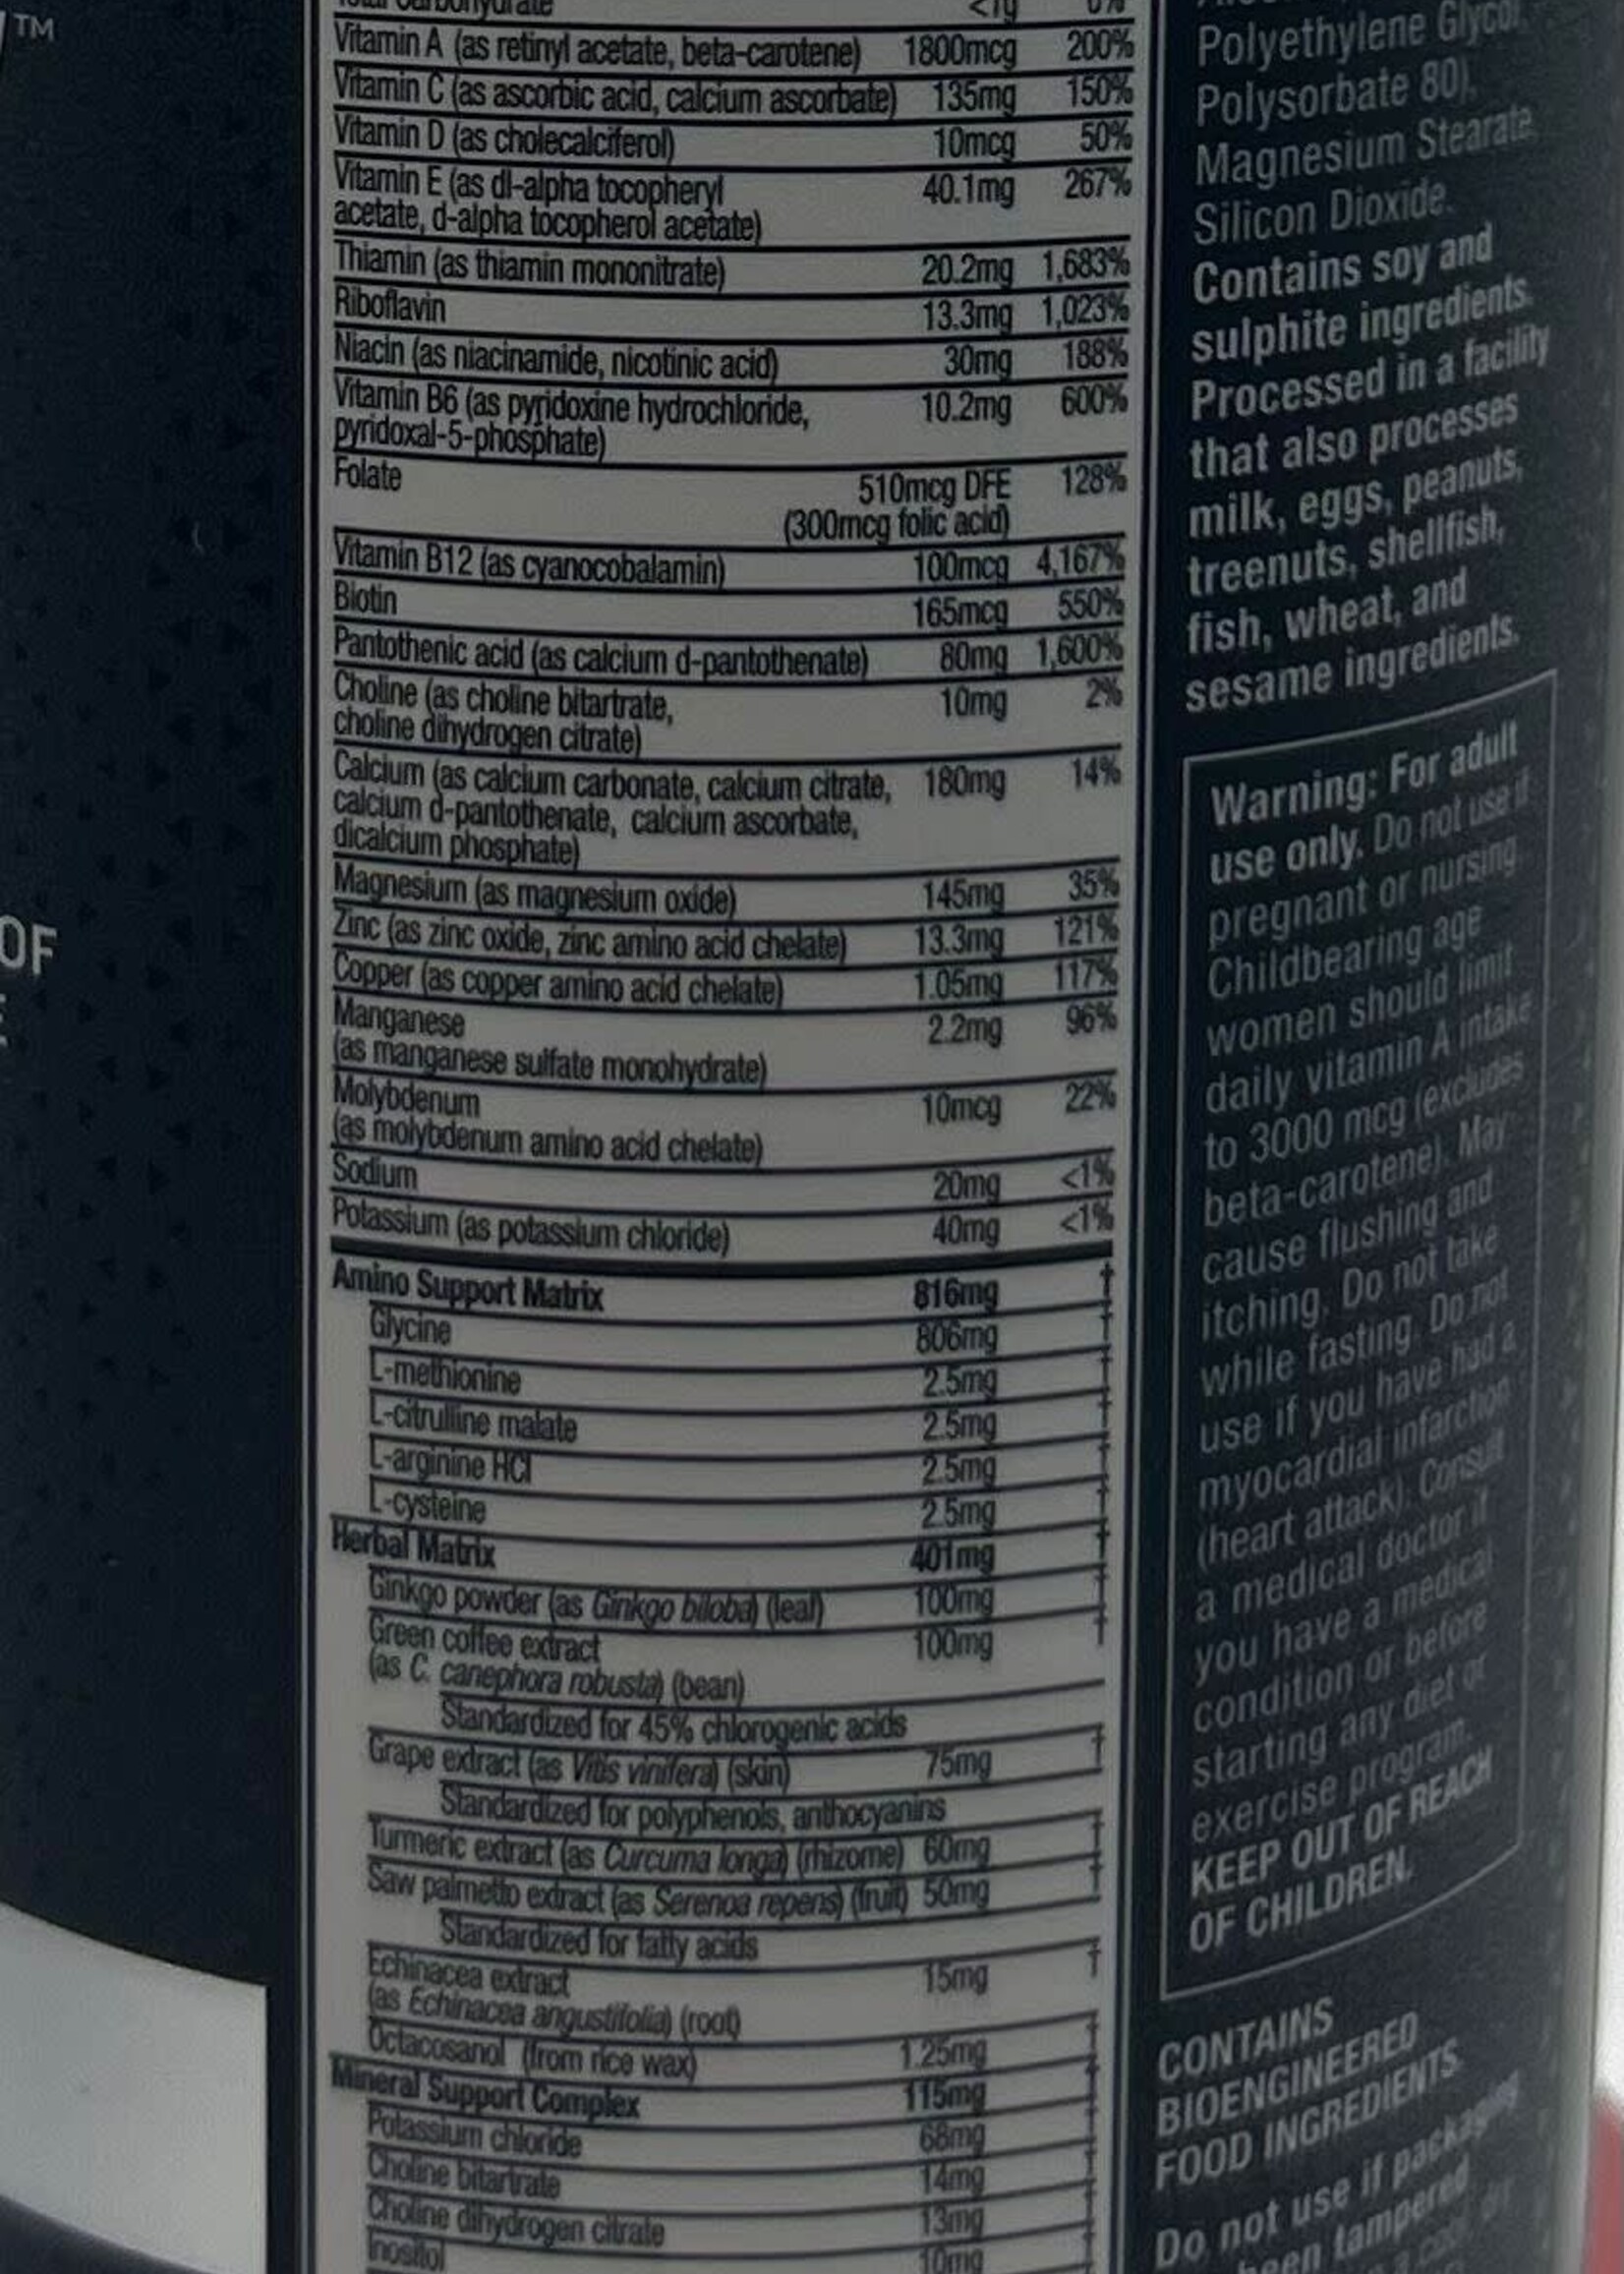 TM
OF
Total Carbohydrate <1g 0%
Vitamin A (as retinyl acetate, beta-carotene) 1800mcg 200%
Vitamin C (as ascorbic acid, calcium ascorbate) 135mg 150%
Vitamin D (as cholecalciferol) 10mcg 50%
Vitamin E (as dl-alpha tocopheryl 40.1mg 267%
acetate, d-alpha tocopherol acetate)
Thiamin (as thiamin mononitrate) 20.2mg 1,683%
Riboflavin 13.3mg 1,023%
Niacin (as niacinamide, nicotinic acid) 30mg 188%
Vitamin B6 (as pyridoxine hydrochloride, 10.2mg 600%
pyridoxal-5-phosphate)
Folate 510mcg DFE 128%
(300mcg folic acid)
Vitamin B12 (as cyanocobalamin) 100mcg 4,167%
Biotin 165mcg 550%
Pantothenic acid (as calcium d-pantothenate) 80mg 1,600%
Choline (as choline bitartrate, 10mg 2%
choline dihydrogen citrate)
Calcium (as calcium carbonate, calcium citrate, 180mg 14%
calcium d-pantothenate, calcium ascorbate,
dicalcium phosphate)
Magnesium (as magnesium oxide) 145mg 35%
Zinc (as zinc oxide, zinc amino acid chelate) 13.3mg 121%
Copper (as copper amino acid chelate) 1.05mg 117%
Manganese 2.2mg 96%
(as manganese sulfate monohydrate)
Molybdenum 10mcg 22%
(as molybdenum amino acid chelate)
Sodium 20mg <1%
Potassium (as potassium chloride) 40mg <1%
Amino Support Matrix 816mg †
Glycine 806mg †
L-methionine 2.5mg †
L-citrulline malate 2.5mg †
L-arginine HCl 2.5mg †
L-cysteine 2.5mg †
Herbal Matrix 401mg †
Ginkgo powder (as Ginkgo biloba) (leaf) 100mg †
Green coffee extract 100mg †
(as C. canephora robusta) (bean)
Standardized for 45% chlorogenic acids
Grape extract (as Vitis vinifera) (skin) 75mg †
Standardized for polyphenols, anthocyanins
Turmeric extract (as Curcuma longa) (rhizome) 60mg †
Saw palmetto extract (as Serenoa repens) (fruit) 50mg †
Standardized for fatty acids
Echinacea extract 15mg †
(as Echinacea angustifolia) (root)
Octacosanol (from rice wax) 1.25mg †
Mineral Support Complex 115mg †
Potassium chloride 68mg †
Choline bitartrate 14mg †
Choline dihydrogen citrate 13mg †
Inositol 10mg
Polyethylene Glycol,
Polysorbate 80),
Magnesium Stearate,
Silicon Dioxide.
Contains soy and
sulphite ingredients.
Processed in a facility
that also processes
milk, eggs, peanuts,
treenuts, shellfish,
fish, wheat, and
sesame ingredients.
Warning: For adult
use only. Do not use if
pregnant or nursing.
Childbearing age
women should limit
daily vitamin A intake
to 3000 mcg (excludes
beta-carotene). May
cause flushing and
itching. Do not take
while fasting. Do not
use if you have had a
myocardial infarction
(heart attack). Consult
a medical doctor if
you have a medical
condition or before
starting any diet or
exercise program.
KEEP OUT OF REACH
OF CHILDREN.
CONTAINS
BIOENGINEERED
FOOD INGREDIENTS
Do not use if packaging
been tampered